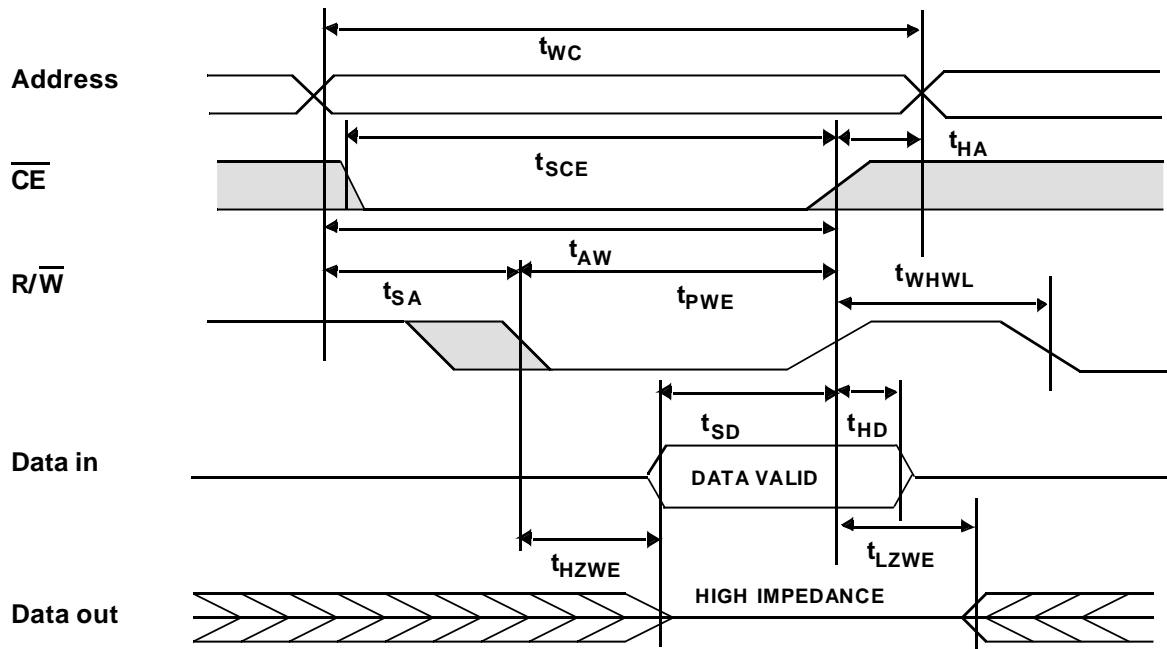 tWC
Address
tHA
tSCE
CE
tAW
R/W
tWHWL
tSA
tPWE
tSD
tHD
Data in
DATA VALID
tHZWE
tLZWE
HIGH IMPEDANCE
Data out